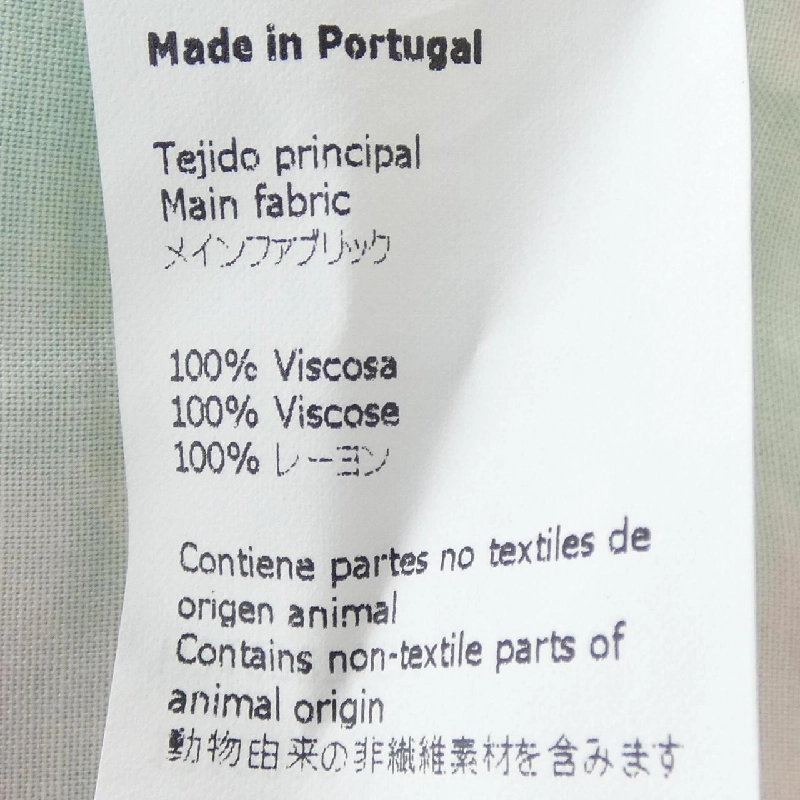 Made in Portugal
Tejido principal
Main fabric
メインファブリック
100% Viscosa
100% Viscose
100% レーヨン
Contiene partes no textiles de
origen animal
Contains non-textile parts of
animal origin
動物由来の非繊維素材を含みます